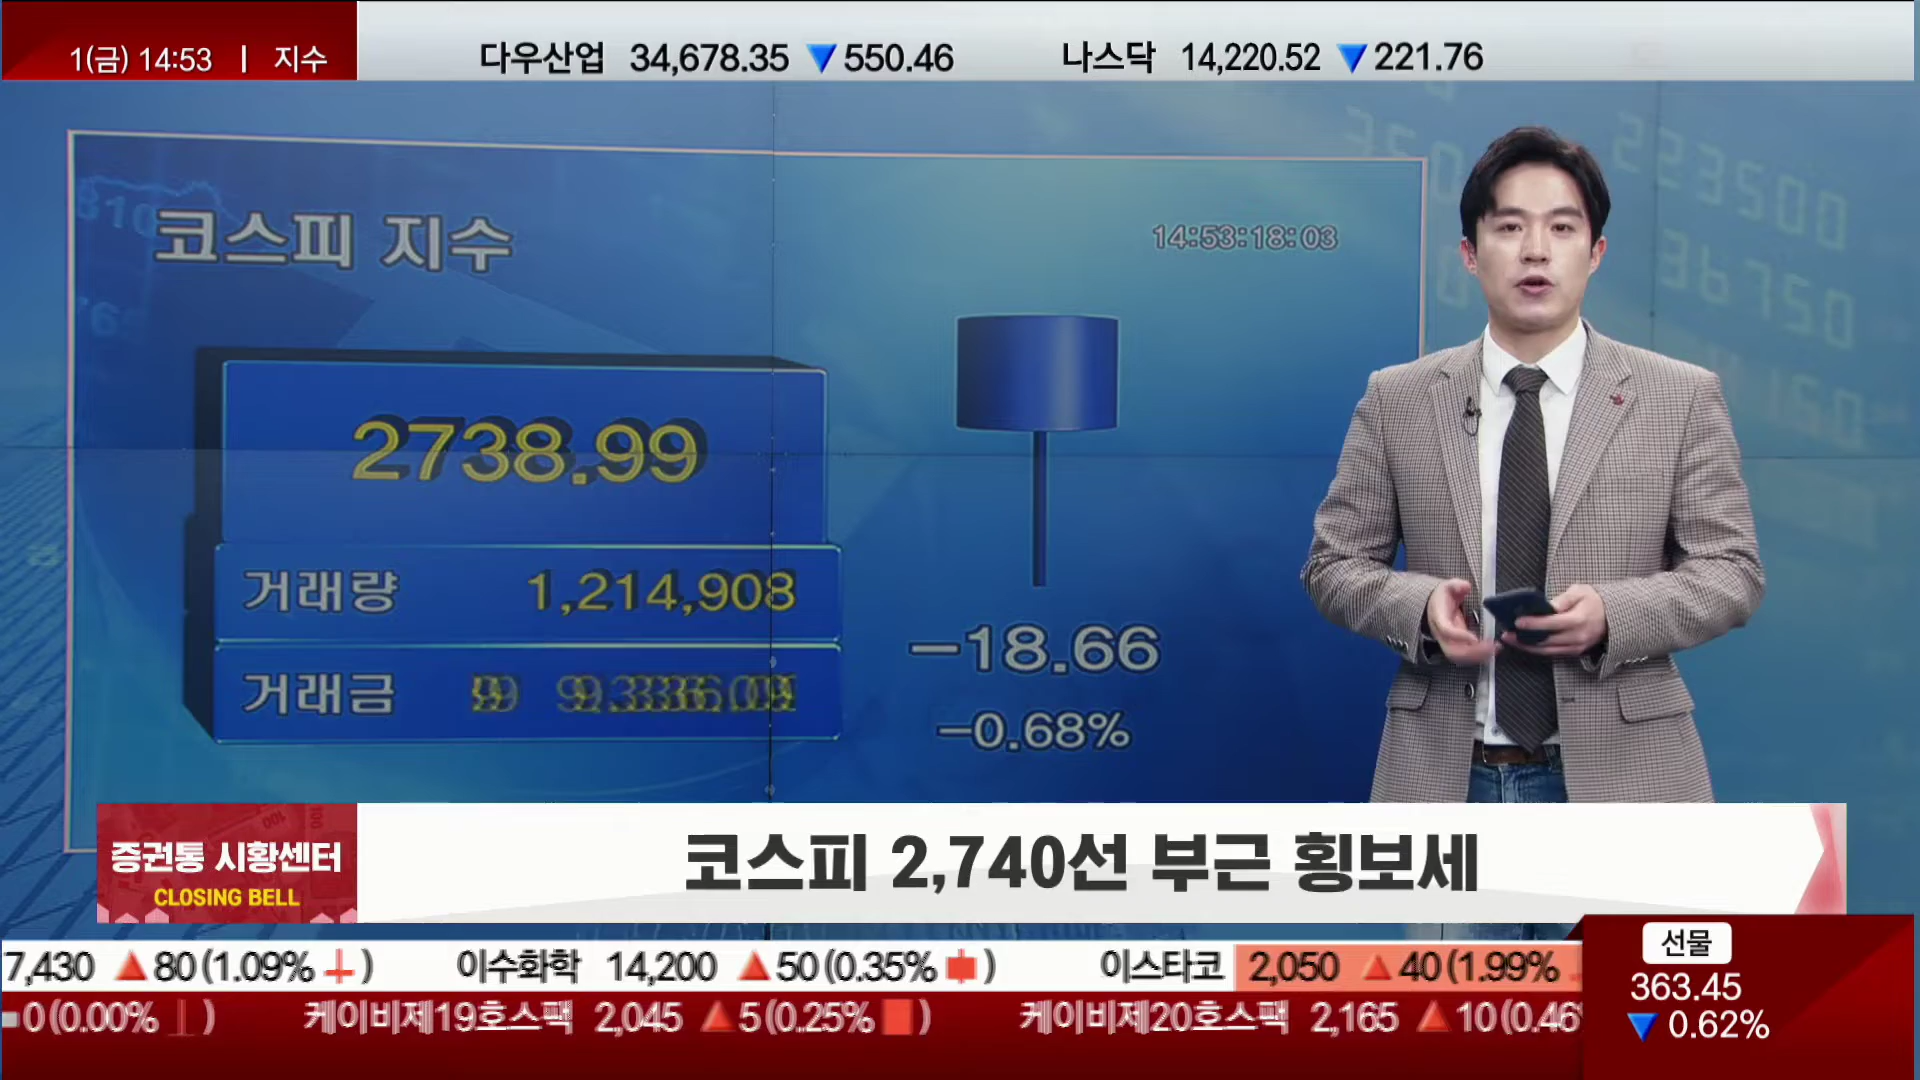 1(금) 14:53 | 지수
다우산업 34,678.35 ▼550.46 나스닥 14,220.52 ▼221.76
코스피 지수
14:53:18:03
2738.99
거래량 1,214,908
거래금
-18.66
-0.68%
223500
36750
증권통 시황센터
CLOSING BELL
코스피 2,740선 부근 횡보세
7,430 ▲80(1.09% ) 이수화학 14,200 ▲50(0.35% ) 이스타코 2,050 ▲40(1.99%
0(0.00% ) 케이비제19호스팩 2,045 ▲5(0.25% ) 케이비제20호스팩 2,165 ▲10(0.46%
선물
363.45
▼0.62%